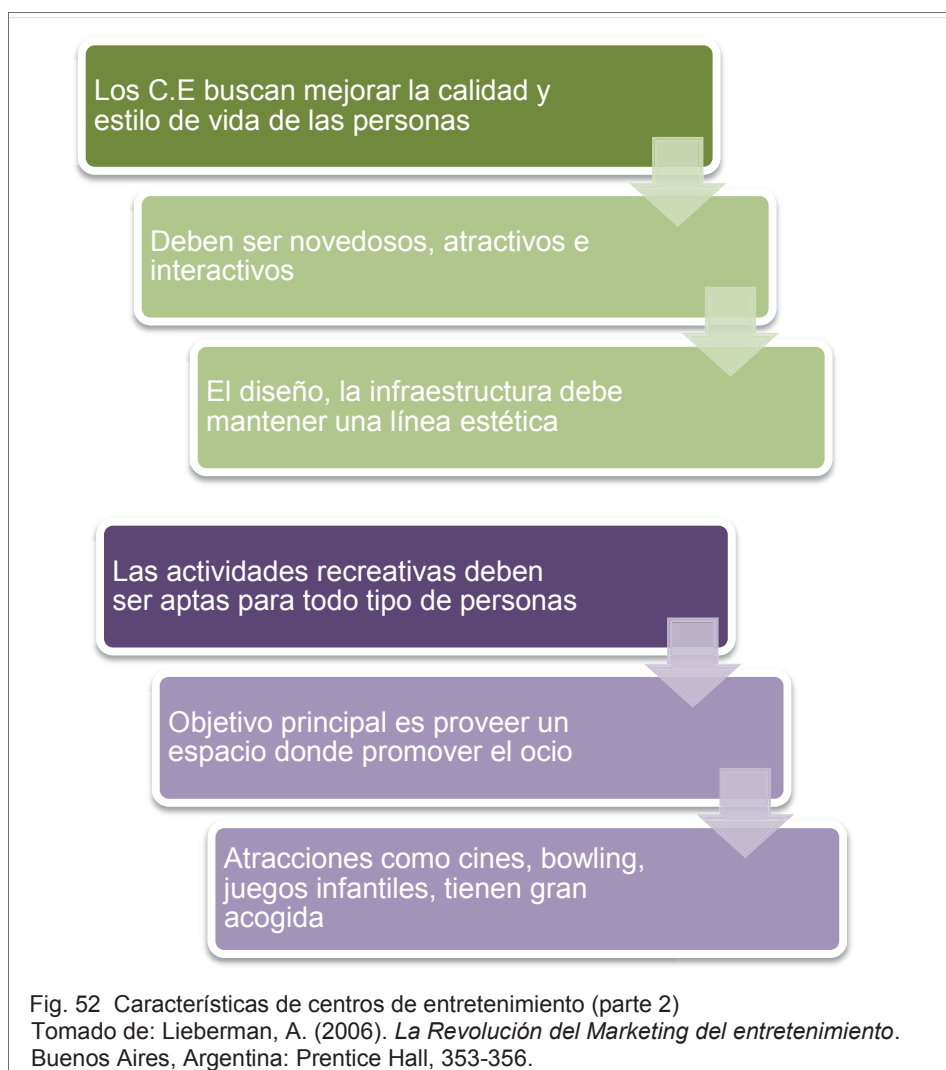 Los C.E buscan mejorar la calidad y
estilo de vida de las personas
Deben ser novedosos, atractivos e
interactivos
El diseño, la infraestructura debe
mantener una línea estética
Las actividades recreativas deben
ser aptas para todo tipo de personas
Objetivo principal es proveer un
espacio donde promover el ocio
Atracciones como cines, bowling,
juegos infantiles, tienen gran
acogida
Fig. 52 Características de centros de entretenimiento (parte 2)
Tomado de: Lieberman, A. (2006). La Revolución del Marketing del entretenimiento.
Buenos Aires, Argentina: Prentice Hall, 353-356.